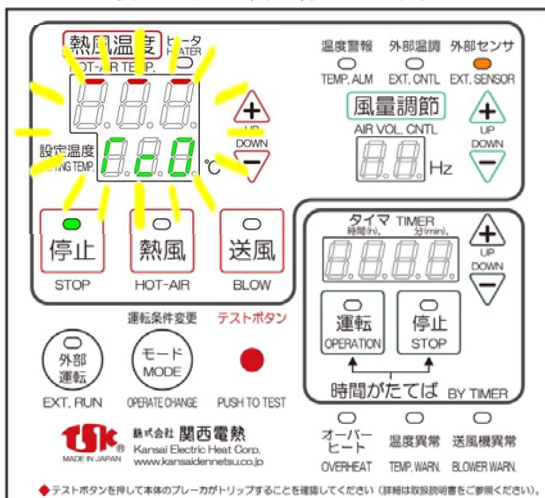 熱風温度 ヒータ HEATER
HOT-AIR TEMP.
温度警報 外部温調 外部センサ
TEMP. ALM EXT. CNTL EXT. SENSOR
風量調節
AIR VOL. CNTL
UP
DOWN
Hz
UP
DOWN
設定温度
℃
停止 熱風 送風
STOP HOT-AIR BLOW
タイマ TIMER
時間(h). 分(min).
UP
DOWN
運転 OPERATION
停止 STOP
時間がたてば BY TIMER
運転条件変更 テストボタン
外部運転
モード MODE
EXT. RUN OPERATE CHANGE PUSH TO TEST
オーバーヒート 温度異常 送風機異常
OVERHEAT TEMP. WARN. BLOWER WARN.
TSK
MADE IN JAPAN
株式会社 関西電熱
Kansai Electric Heat Corp.
www.kansaidennetsu.co.jp
◆テストボタンを押して本体のブレーカがトリップすることを確認してください（詳細は取扱説明書をご参照ください）。